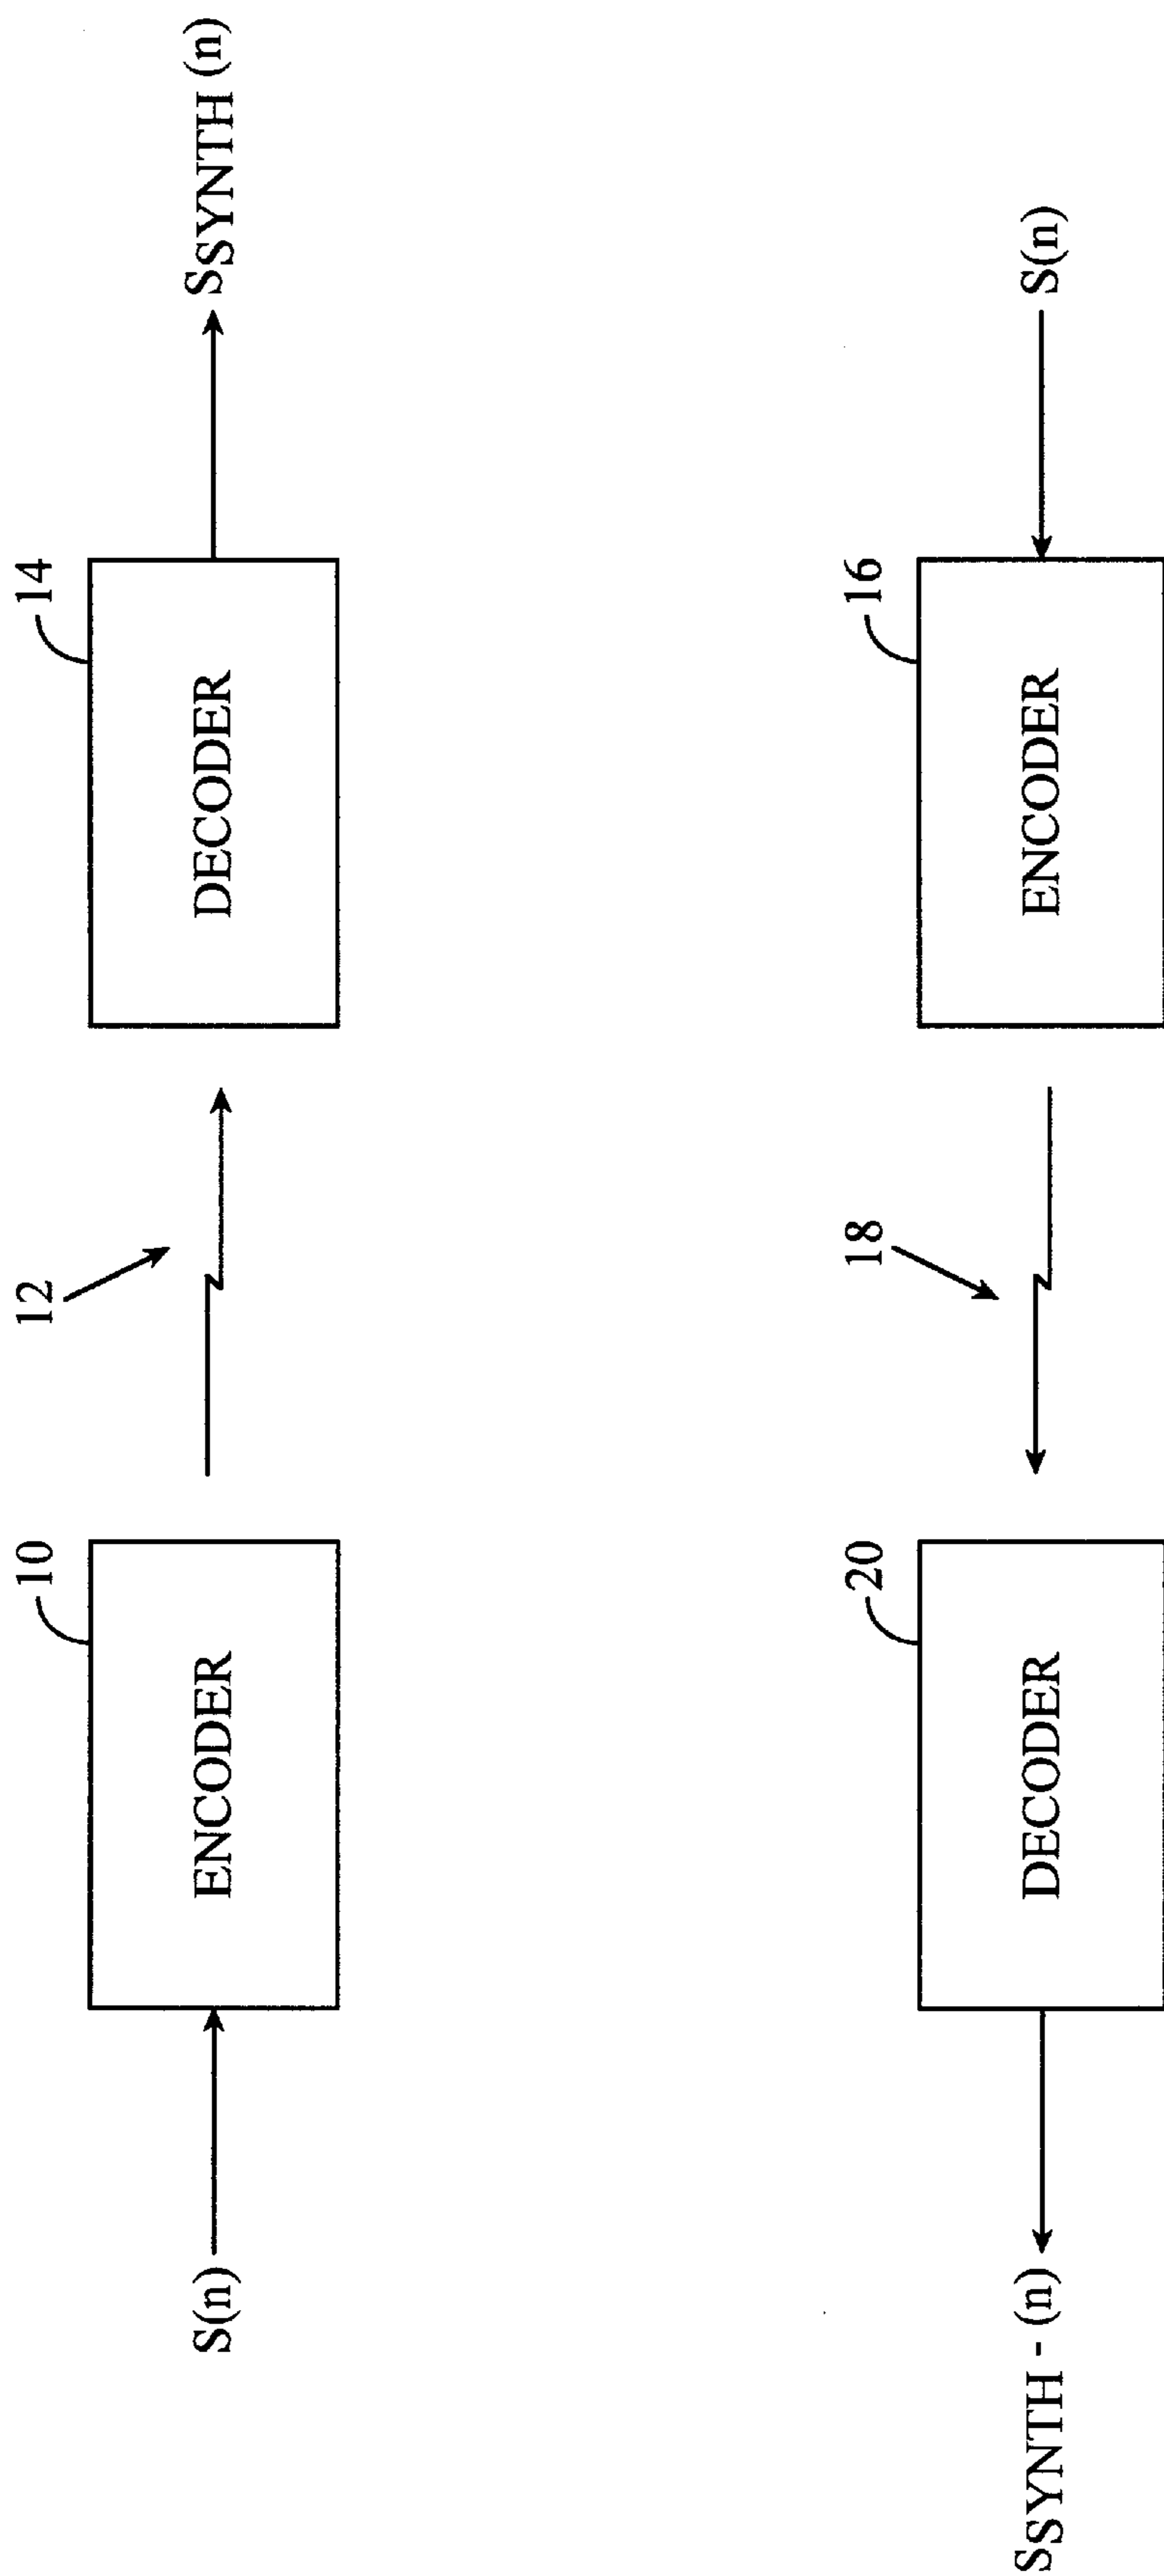 10
12
14
S(n)
ENCODER
DECODER
SSYNTH (n)
20
18
16
SSYNTH - (n)
DECODER
ENCODER
S(n)